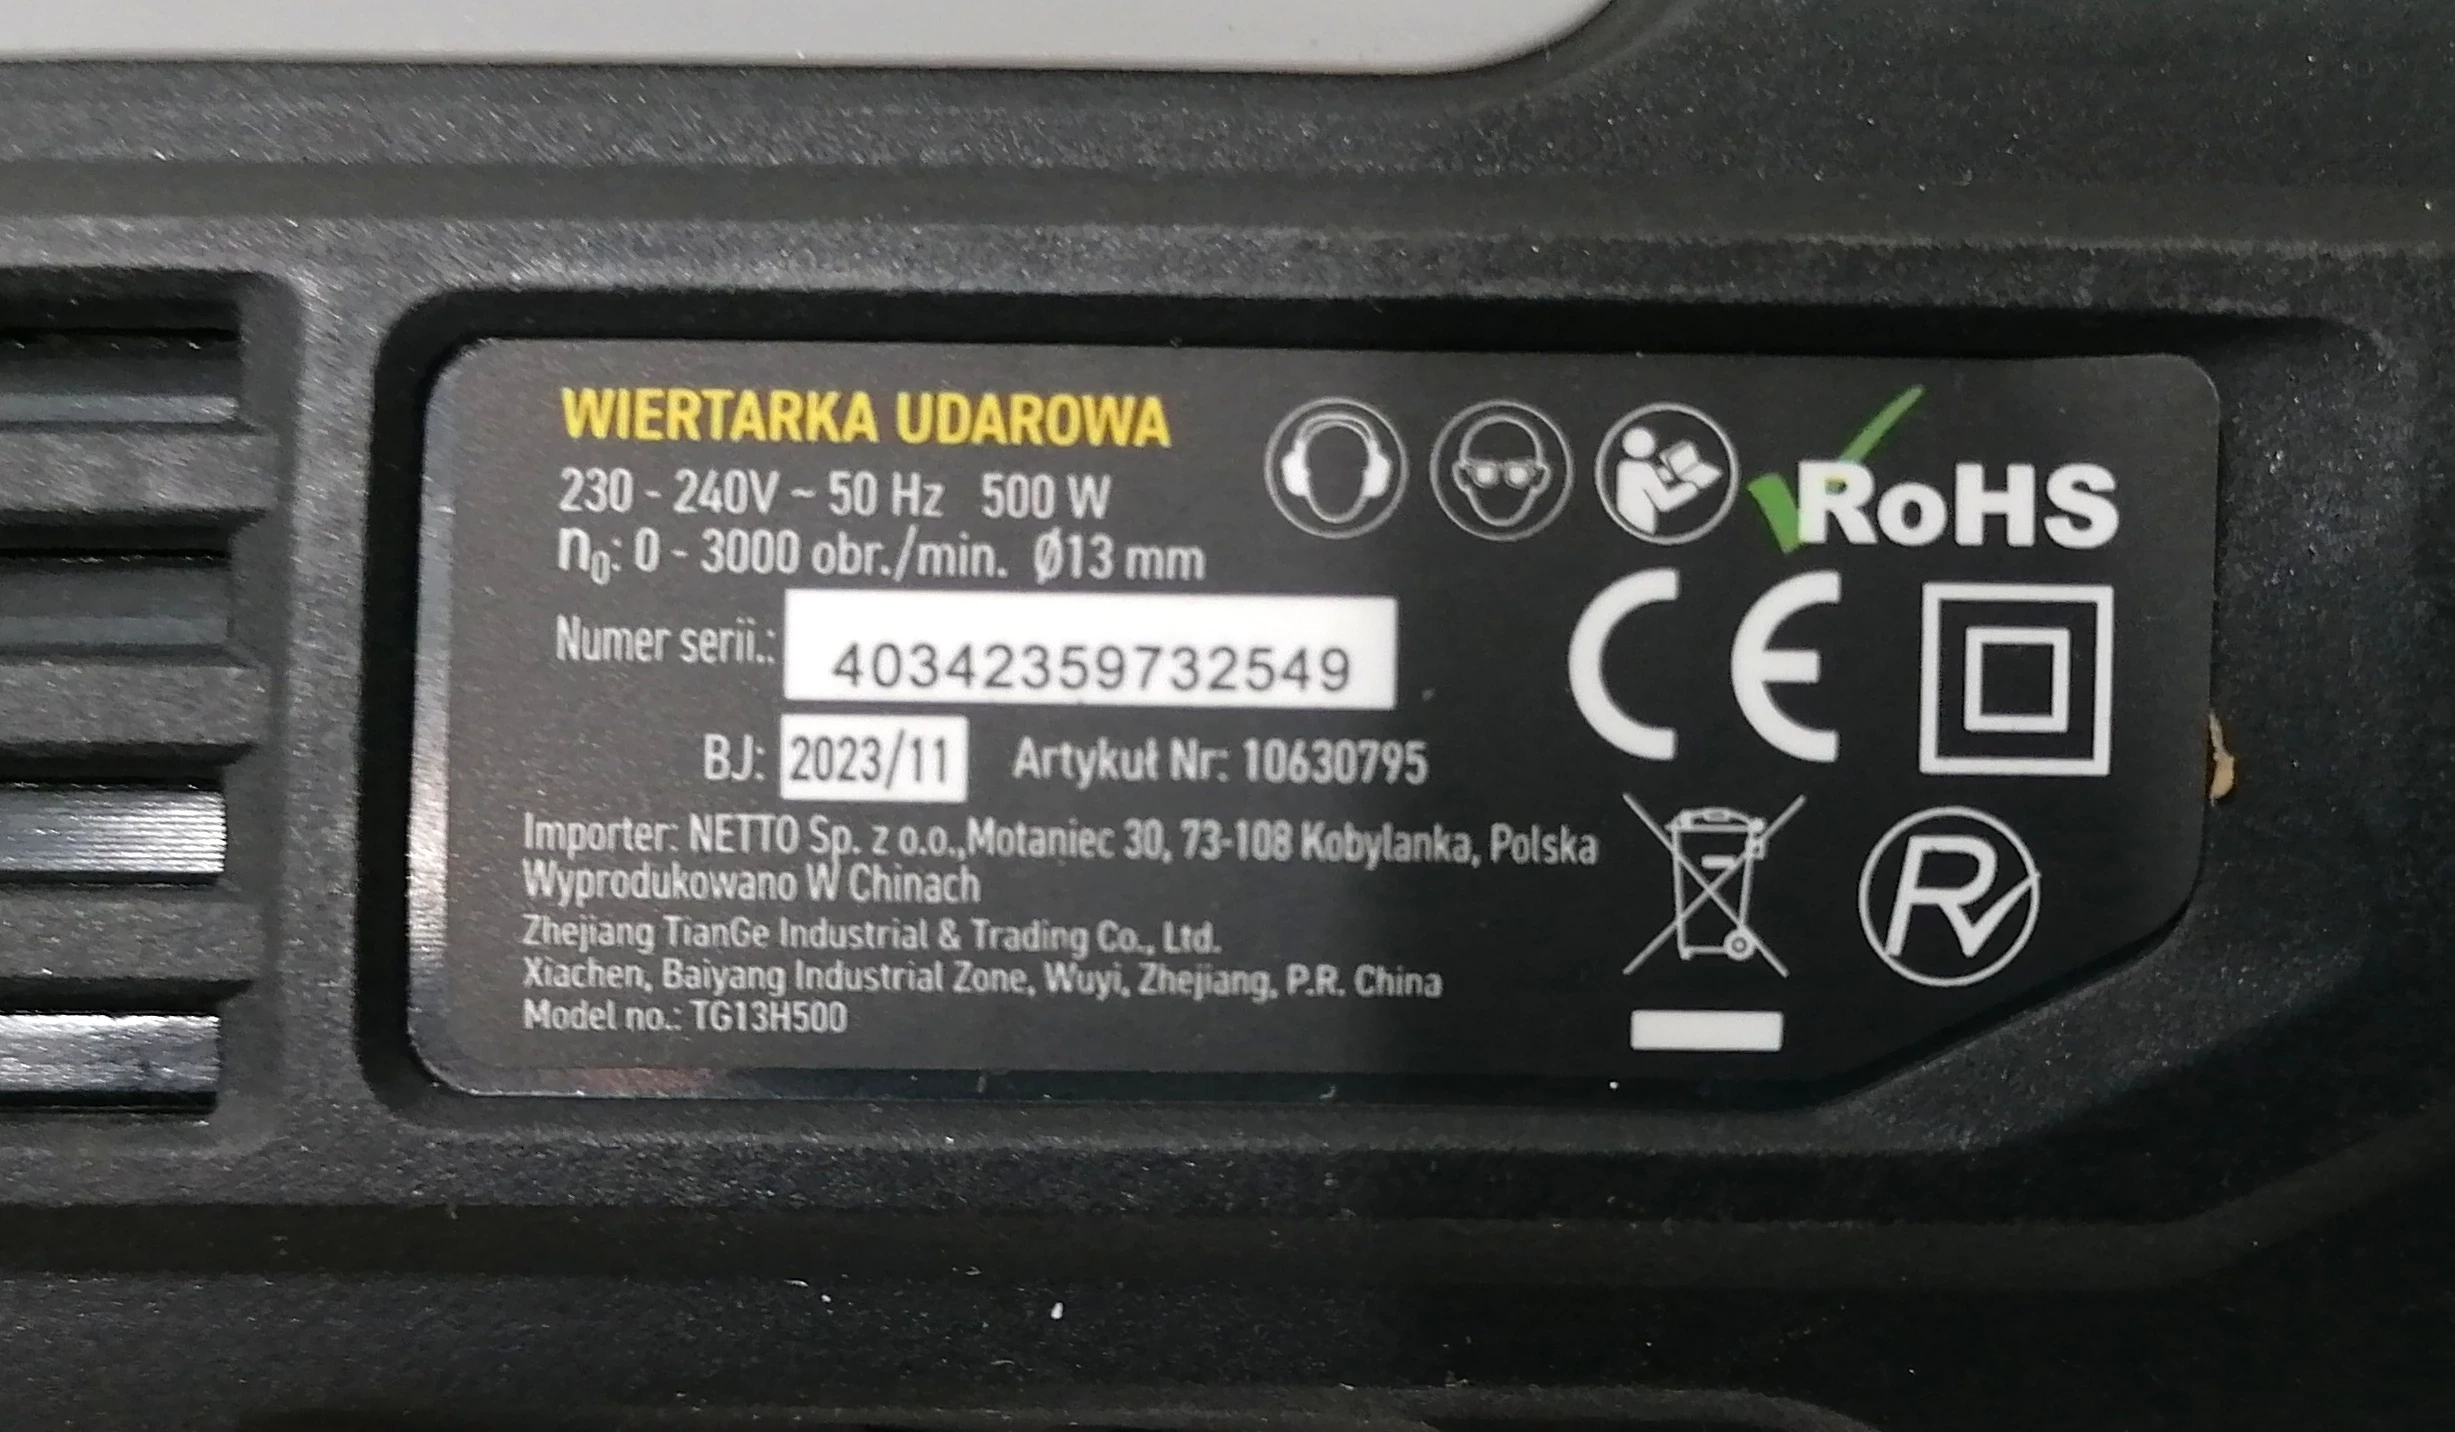 WIERTARKA UDAROWA
230 - 240V ~ 50 Hz 500 W
n0: 0 - 3000 obr./min. Ø13 mm
RoHS
Numer serii.: 40342359732549
CE
BJ: 2023/11 Artykuł Nr: 10630795
Importer: NETTO Sp. z o.o.,Motaniec 30, 73-108 Kobylanka, Polska
Wyprodukowano W Chinach
Zhejiang TianGe Industrial & Trading Co., Ltd.
Xiachen, Baiyang Industrial Zone, Wuyi, Zhejiang, P.R. China
Model no.: TG13H500
R